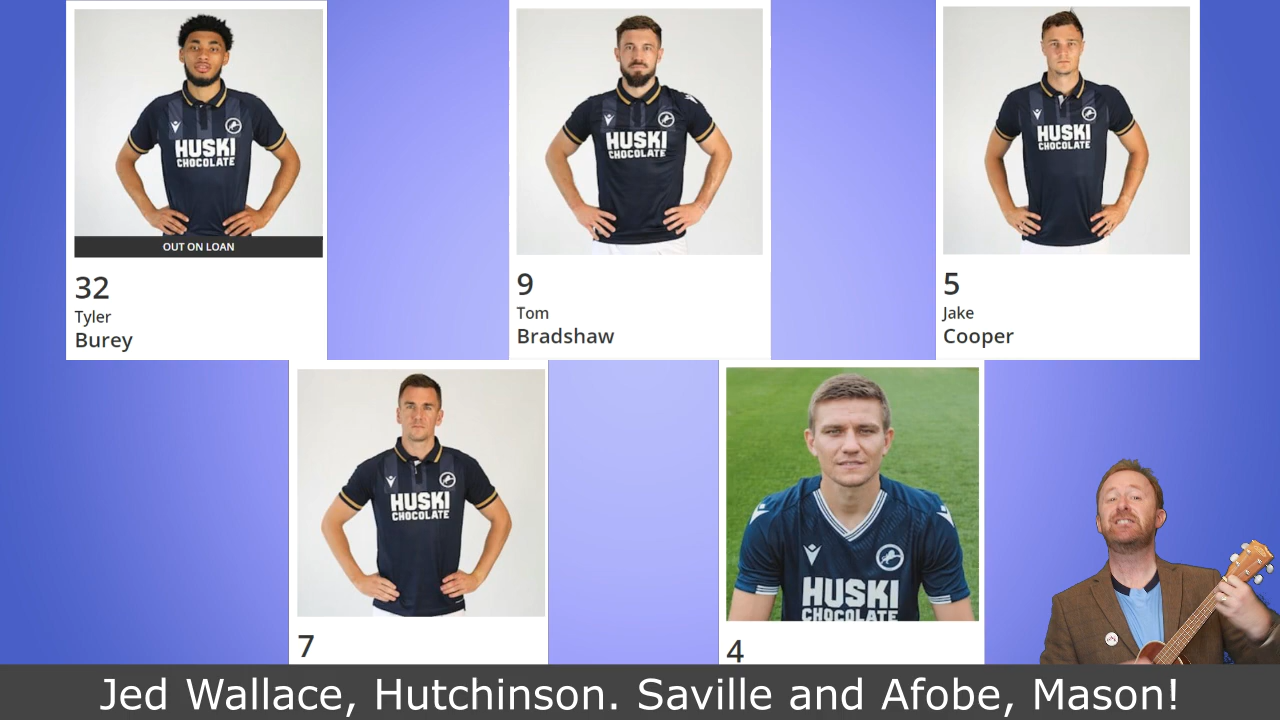 HUSKI
CHOCOLATE
OUT ON LOAN
32
Tyler
Burey
HUSKI
CHOCOLATE
9
Tom
Bradshaw
HUSKI
CHOCOLATE
5
Jake
Cooper
HUSKI
CHOCOLATE
7
HUSKI
CHOCOLATE
4
Jed Wallace, Hutchinson. Saville and Afobe, Mason!